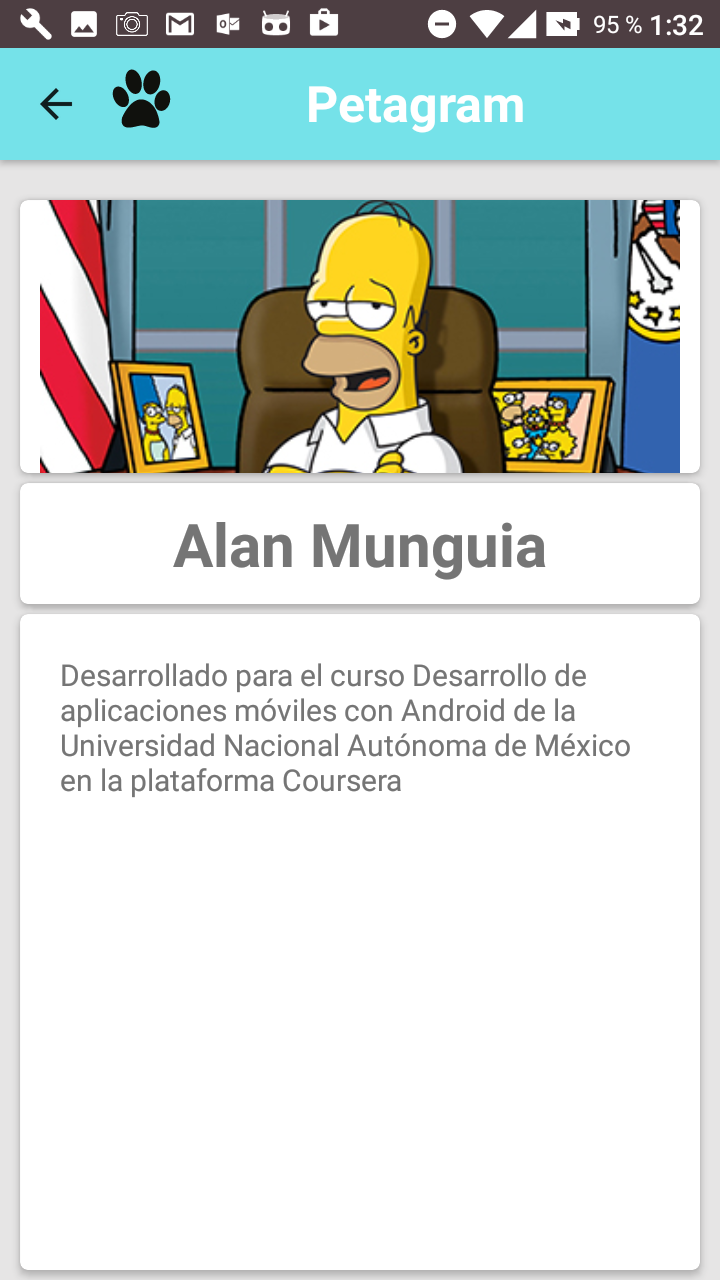 95 % 1:32
Petagram
Alan Munguia
Desarrollado para el curso Desarrollo de
aplicaciones móviles con Android de la
Universidad Nacional Autónoma de México
en la plataforma Coursera